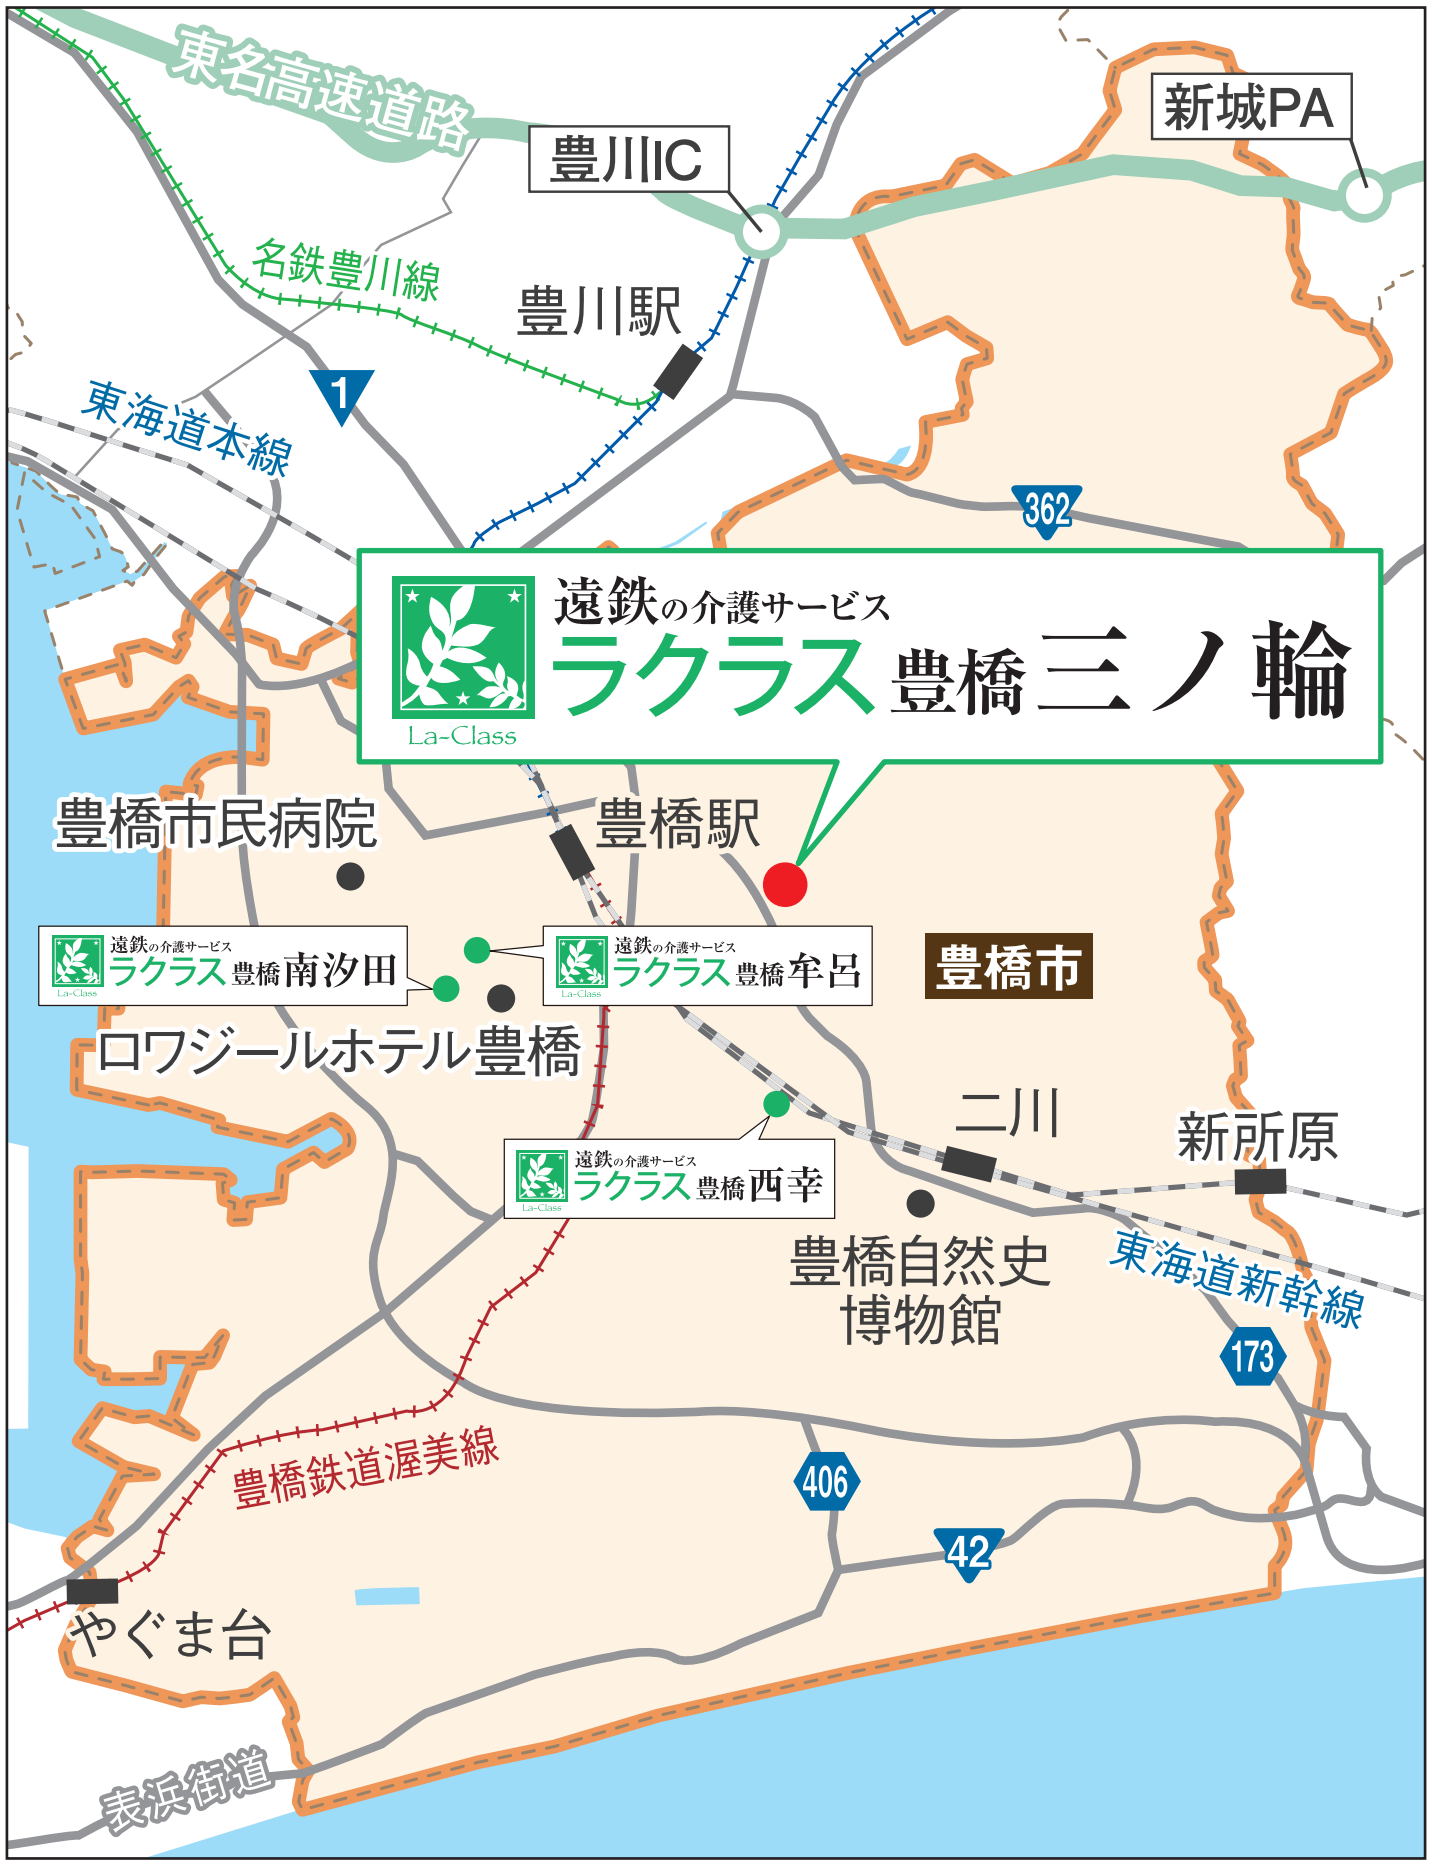 東名高速道路
新城PA
豊川IC
名鉄豊川線
豊川駅
1
東海道本線
362
遠鉄の介護サービス
ラクラス 豊橋 三ノ輪
La-Class
豊橋市民病院
豊橋駅
遠鉄の介護サービス
ラクラス 豊橋 南汐田
La-Class
遠鉄の介護サービス
ラクラス 豊橋 牟呂
La-Class
豊橋市
ロワジールホテル豊橋
二川
新所原
遠鉄の介護サービス
ラクラス 豊橋 西幸
La-Class
豊橋自然史
博物館
東海道新幹線
173
豊橋鉄道渥美線
406
42
やぐま台
表浜街道